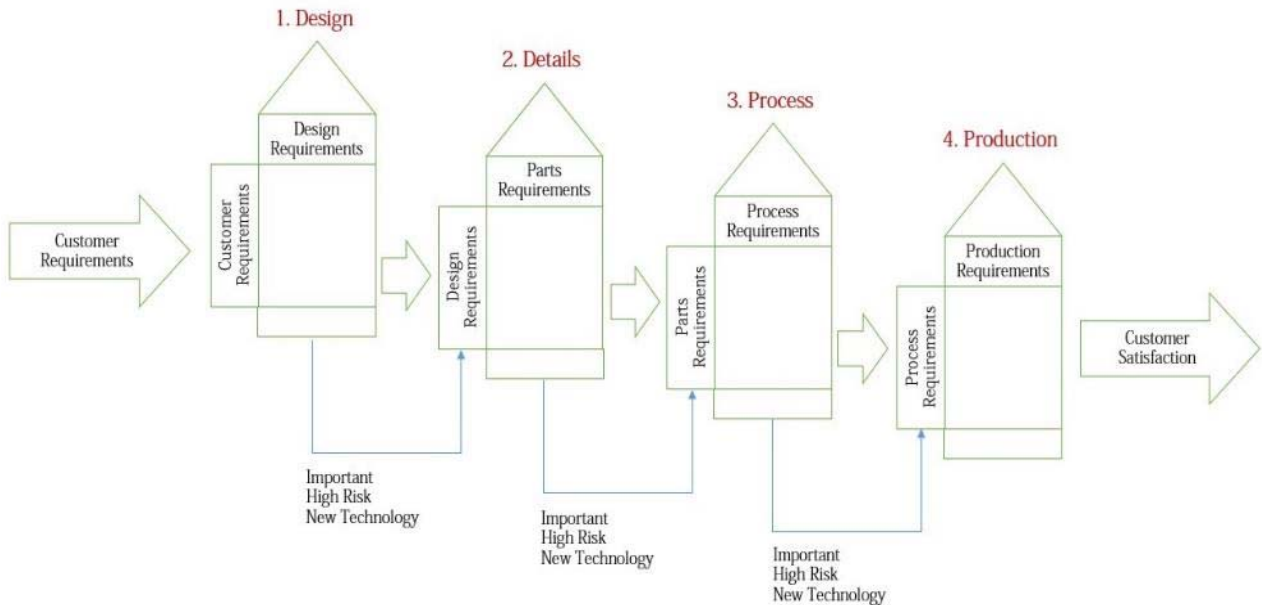 1. Design
2. Details
3. Process
4. Production
Customer
Requirements
Customer
Requirements
Design
Requirements
Design
Requirements
Parts
Requirements
Parts
Requirements
Process
Requirements
Process
Requirements
Production
Requirements
Customer
Satisfaction
Important
High Risk
New Technology
Important
High Risk
New Technology
Important
High Risk
New Technology